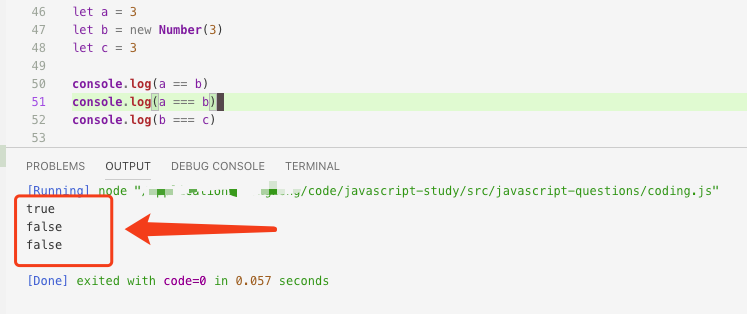 46 let a = 3
47 let b = new Number(3)
48 let c = 3
49
50 console.log(a == b)
51 console.log(a === b)
52 console.log(b === c)
53
PROBLEMS OUTPUT DEBUG CONSOLE TERMINAL
[Running] node "/code/javascript-study/src/javascript-questions/coding.js"
true
false
false
[Done] exited with code=0 in 0.057 seconds